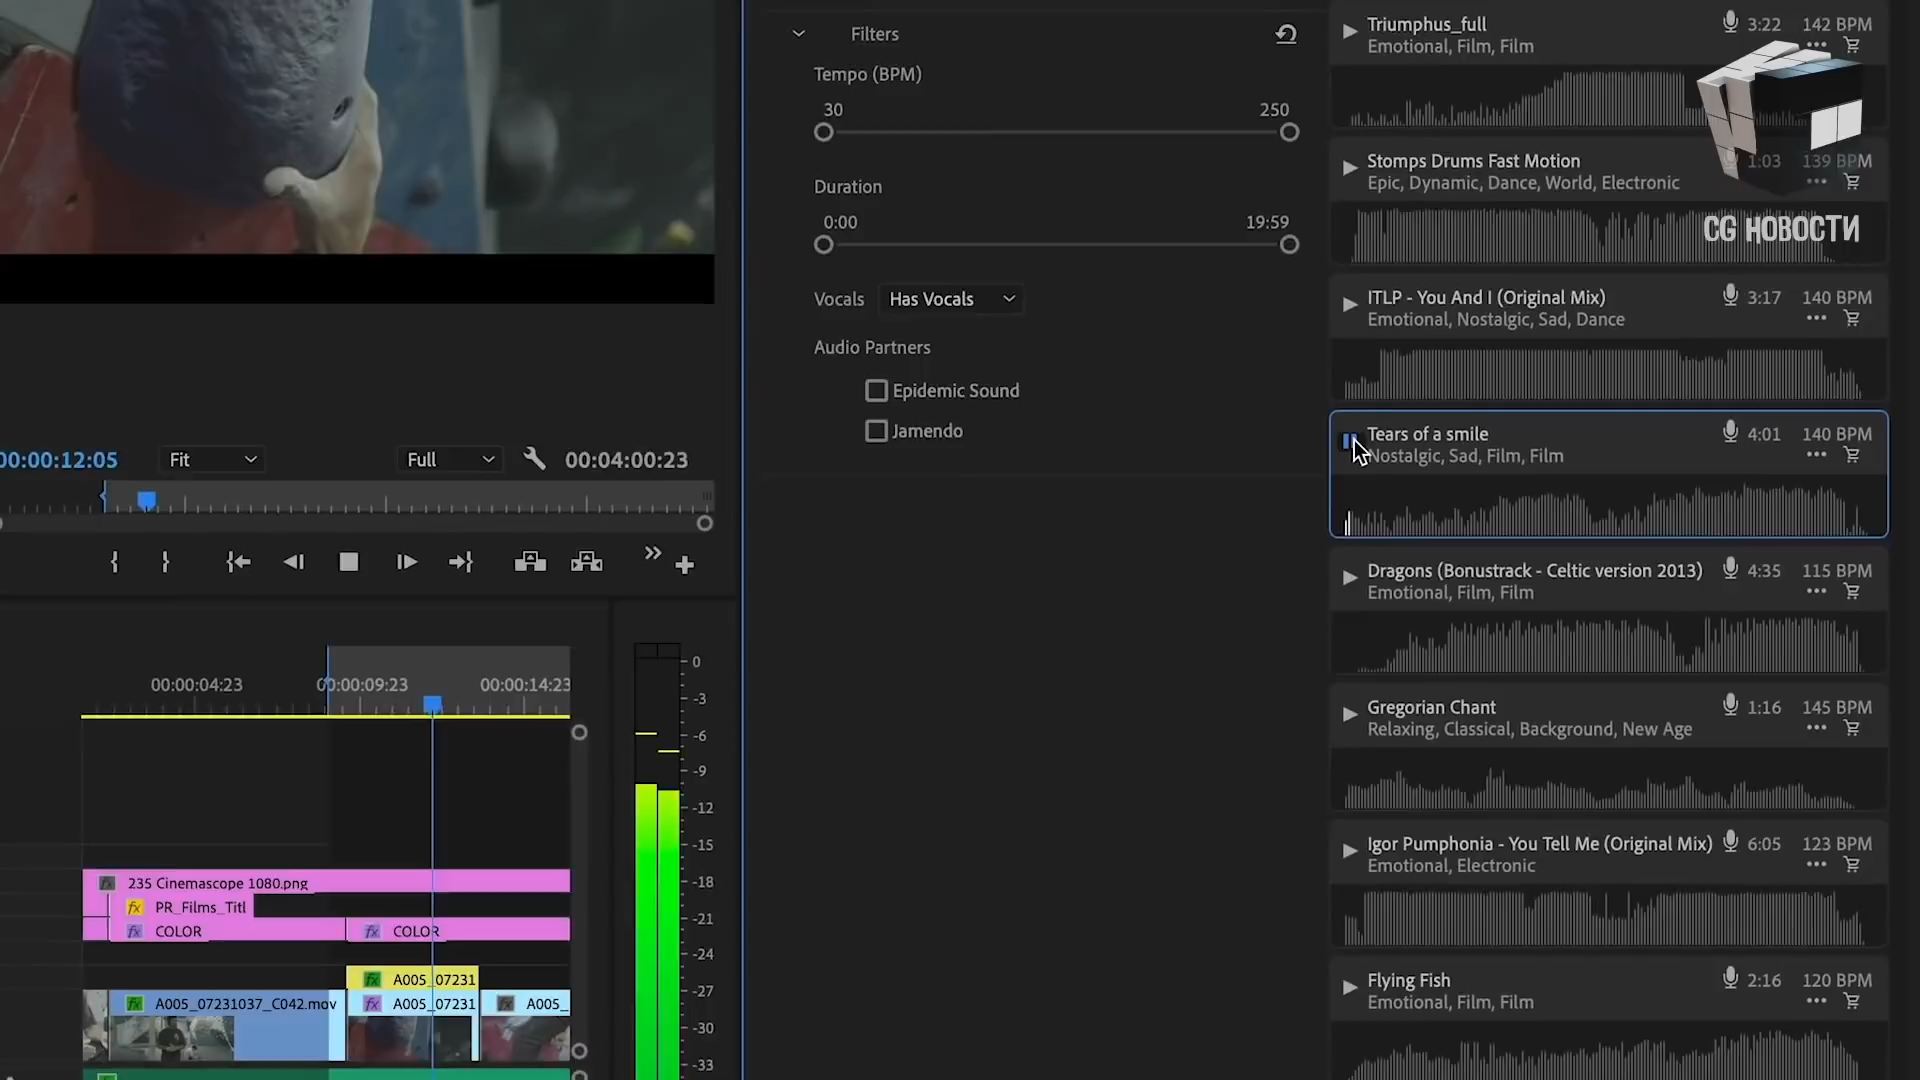 Filters
Tempo (BPM)
30
250
Duration
0:00
19:59
Vocals
Has Vocals
Audio Partners
Epidemic Sound
Jamendo
00:00:12:05
Fit
Full
00:04:00:23
00:00:04:23
00:00:09:23
00:00:14:23
235 Cinemascope 1080.png
PR_Films_Titl
COLOR
COLOR
A005_07231
A005_07231037_C042.mov
A005_07231
A005_
0
-3
-6
-9
-12
-15
-18
-21
-24
-27
-30
-33
Triumphus_full
3:22
142 BPM
Emotional, Film, Film
Stomps Drums Fast Motion
1:03
139 BPM
Epic, Dynamic, Dance, World, Electronic
CG НОВОСТИ
ITLP - You And I (Original Mix)
3:17
140 BPM
Emotional, Nostalgic, Sad, Dance
Tears of a smile
4:01
140 BPM
Nostalgic, Sad, Film, Film
Dragons (Bonustrack - Celtic version 2013)
4:35
115 BPM
Emotional, Film, Film
Gregorian Chant
1:16
145 BPM
Relaxing, Classical, Background, New Age
Igor Pumphonia - You Tell Me (Original Mix)
6:05
123 BPM
Emotional, Electronic
Flying Fish
2:16
120 BPM
Emotional, Film, Film